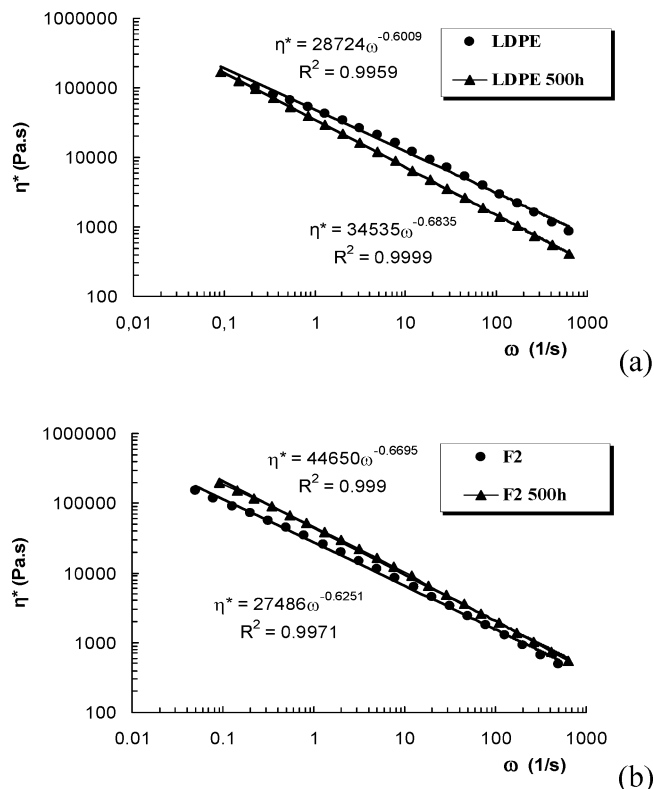 η* = 28724ω^-0.6009
R² = 0.9959
LDPE
LDPE 500h
1000000
100000
10000
1000
100
η* (Pa.s)
η* = 34535ω^-0.6835
R² = 0.9999
0,01 0,1 1 10 100 1000
ω (1/s)
(a)
η* = 44650ω^-0.6695
R² = 0.999
F2
F2 500h
1000000
100000
10000
1000
100
η* (Pa.s)
η* = 27486ω^-0.6251
R² = 0.9971
0.01 0.1 1 10 100 1000
ω (1/s)
(b)